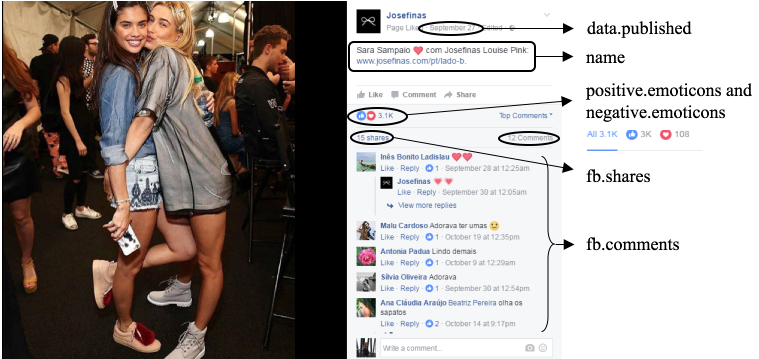 Josefinas
Page Like · September 27 · Edited ·
Sara Sampaio ❤ com Josefinas Louise Pink:
www.josefinas.com/pt/lado-b.
Like Comment Share
3.1K Top Comments
15 shares 12 Comments
Inês Bonito Ladislau ❤❤
Like · Reply · 1 · September 28 at 12:25am
Josefinas ❤❤
Like · Reply · September 30 at 12:05am
View more replies
Malu Cardoso Adorava ter umas 😢
Like · Reply · 1 · October 19 at 12:35pm
Antonia Padua Lindo demais
Like · Reply · 1 · October 9 at 12:29am
Sílvia Oliveira Adorava
Like · Reply · 1 · September 30 at 12:54pm
Ana Cláudia Araújo Beatriz Pereira olha os
sapatos
Like · Reply · 2 · October 14 at 9:17pm
Write a comment...
data.published
name
positive.emoticons and
negative.emoticons
All 3.1K 3K 108
fb.shares
fb.comments